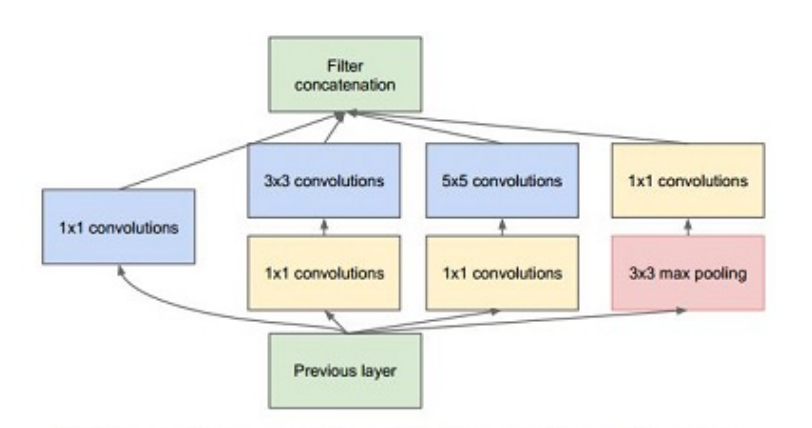 Filter
concatenation
3x3 convolutions
5x5 convolutions
1x1 convolutions
1x1 convolutions
1x1 convolutions
1x1 convolutions
3x3 max pooling
Previous layer